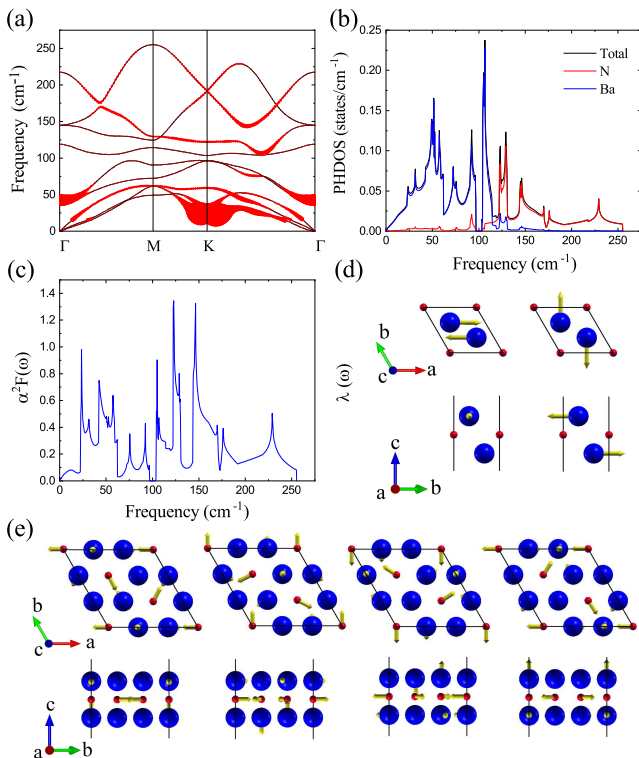 (a)
Frequency (cm⁻¹)
250
200
150
100
50
0
Γ M K Γ
(b)
PHDOS (states/cm⁻¹)
0.25
0.20
0.15
0.10
0.05
0.00
Total
N
Ba
0 50 100 150 200 250
Frequency (cm⁻¹)
(c)
α²F(ω)
1.4
1.2
1.0
0.8
0.6
0.4
0.2
0.0
0 50 100 150 200 250
Frequency (cm⁻¹)
λ (ω)
(d)
b
c a
c
a b
(e)
b
c a
c
a b